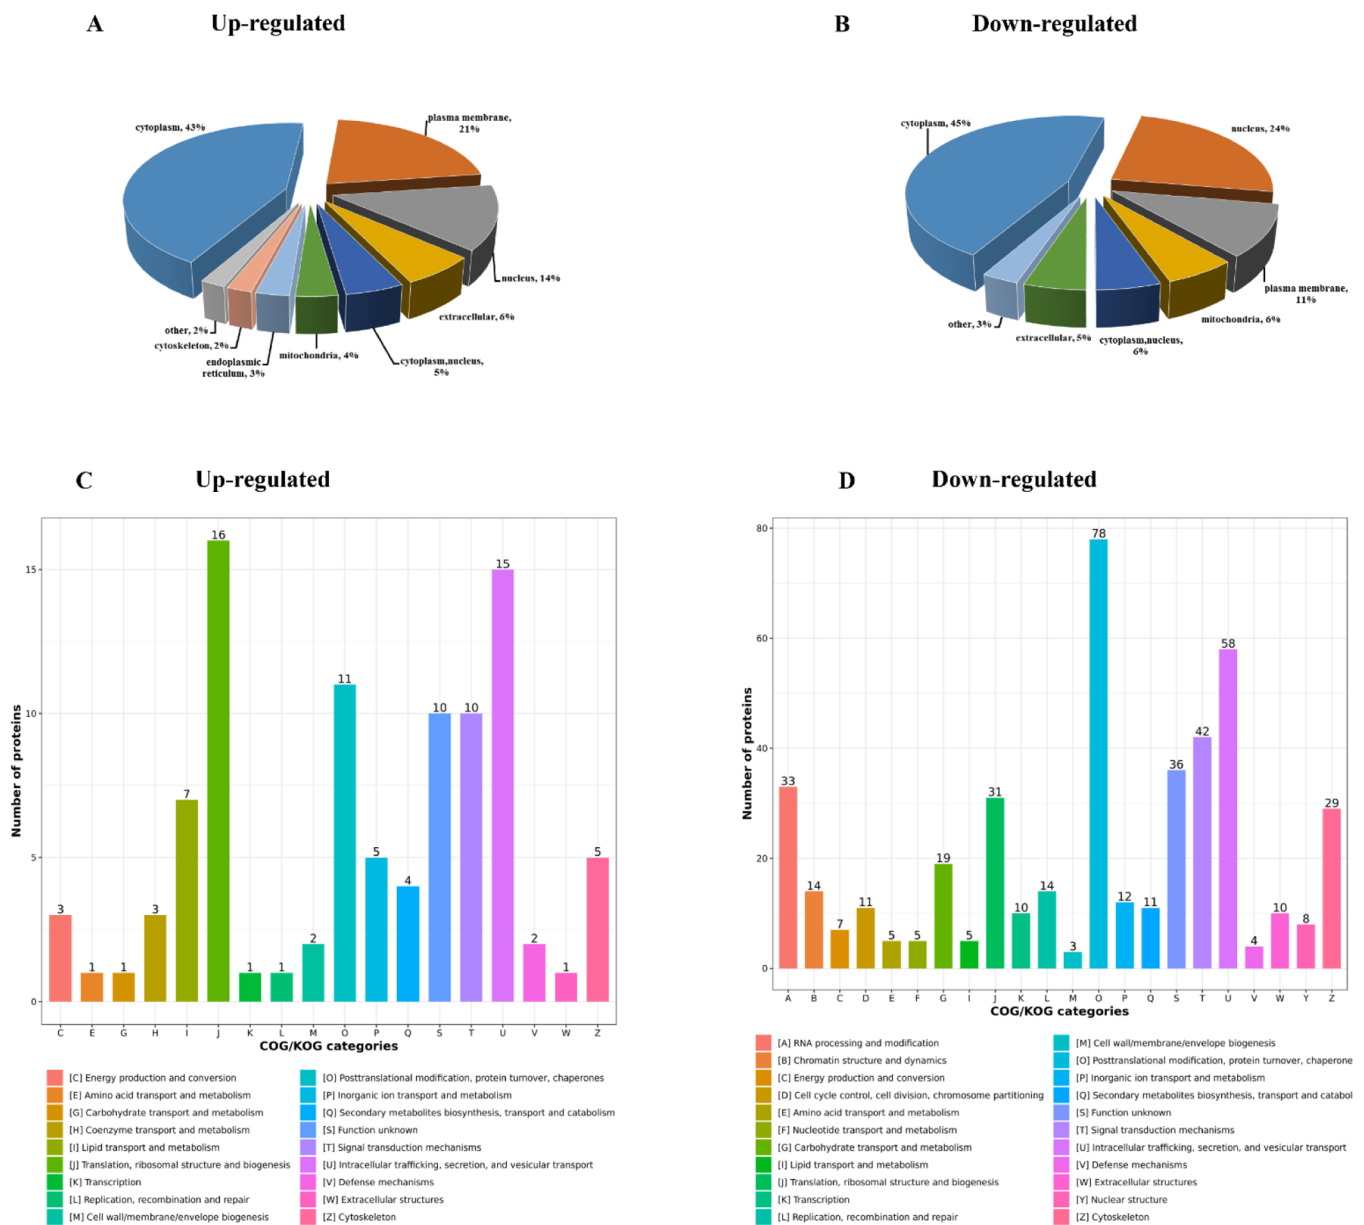 A Up-regulated
cytoplasm, 43%
plasma membrane,
21%
nucleus, 14%
extracellular, 6%
cytoplasm,nucleus,
5%
mitochondria, 4%
endoplasmic
reticulum, 3%
cytoskeleton, 2%
other, 2%
B Down-regulated
cytoplasm, 45%
nucleus, 24%
plasma membrane,
11%
mitochondria, 6%
cytoplasm,nucleus,
6%
extracellular, 5%
other, 3%
C Up-regulated
Number of proteins
15
10
5
0
3 1 1 3 7 16 1 1 2 11 5 4 10 10 15 2 1 5
C E G H I J K L M O P Q S T U V W Z
COG/KOG categories
[C] Energy production and conversion
[E] Amino acid transport and metabolism
[G] Carbohydrate transport and metabolism
[H] Coenzyme transport and metabolism
[I] Lipid transport and metabolism
[J] Translation, ribosomal structure and biogenesis
[K] Transcription
[L] Replication, recombination and repair
[M] Cell wall/membrane/envelope biogenesis
[O] Posttranslational modification, protein turnover, chaperones
[P] Inorganic ion transport and metabolism
[Q] Secondary metabolites biosynthesis, transport and catabolism
[S] Function unknown
[T] Signal transduction mechanisms
[U] Intracellular trafficking, secretion, and vesicular transport
[V] Defense mechanisms
[W] Extracellular structures
[Z] Cytoskeleton
D Down-regulated
Number of proteins
80
60
40
20
0
33 14 7 11 5 5 19 5 31 10 14 3 78 12 11 36 42 58 4 10 8 29
A B C D E F G I J K L M O P Q S T U V W Y Z
COG/KOG categories
[A] RNA processing and modification
[B] Chromatin structure and dynamics
[C] Energy production and conversion
[D] Cell cycle control, cell division, chromosome partitioning
[E] Amino acid transport and metabolism
[F] Nucleotide transport and metabolism
[G] Carbohydrate transport and metabolism
[I] Lipid transport and metabolism
[J] Translation, ribosomal structure and biogenesis
[K] Transcription
[L] Replication, recombination and repair
[M] Cell wall/membrane/envelope biogenesis
[O] Posttranslational modification, protein turnover, chaperone
[P] Inorganic ion transport and metabolism
[Q] Secondary metabolites biosynthesis, transport and catabol
[S] Function unknown
[T] Signal transduction mechanisms
[U] Intracellular trafficking, secretion, and vesicular transport
[V] Defense mechanisms
[W] Extracellular structures
[Y] Nuclear structure
[Z] Cytoskeleton